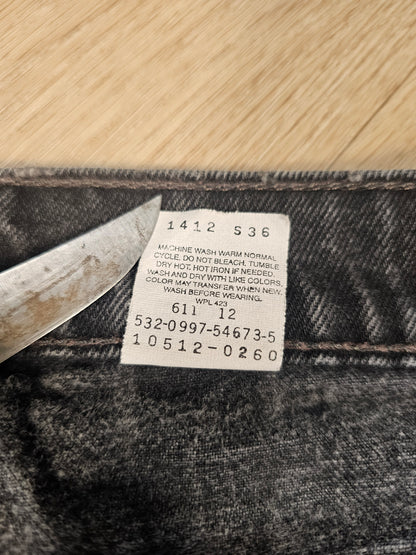 1412 S36
MACHINE WASH WARM NORMAL
CYCLE. DO NOT BLEACH. TUMBLE
DRY HOT. HOT IRON IF NEEDED.
WASH AND DRY WITH LIKE COLORS.
COLOR MAY TRANSFER WHEN NEW.
WASH BEFORE WEARING.
WPL 423
611 12
532-0997-54673-5
10512-0260